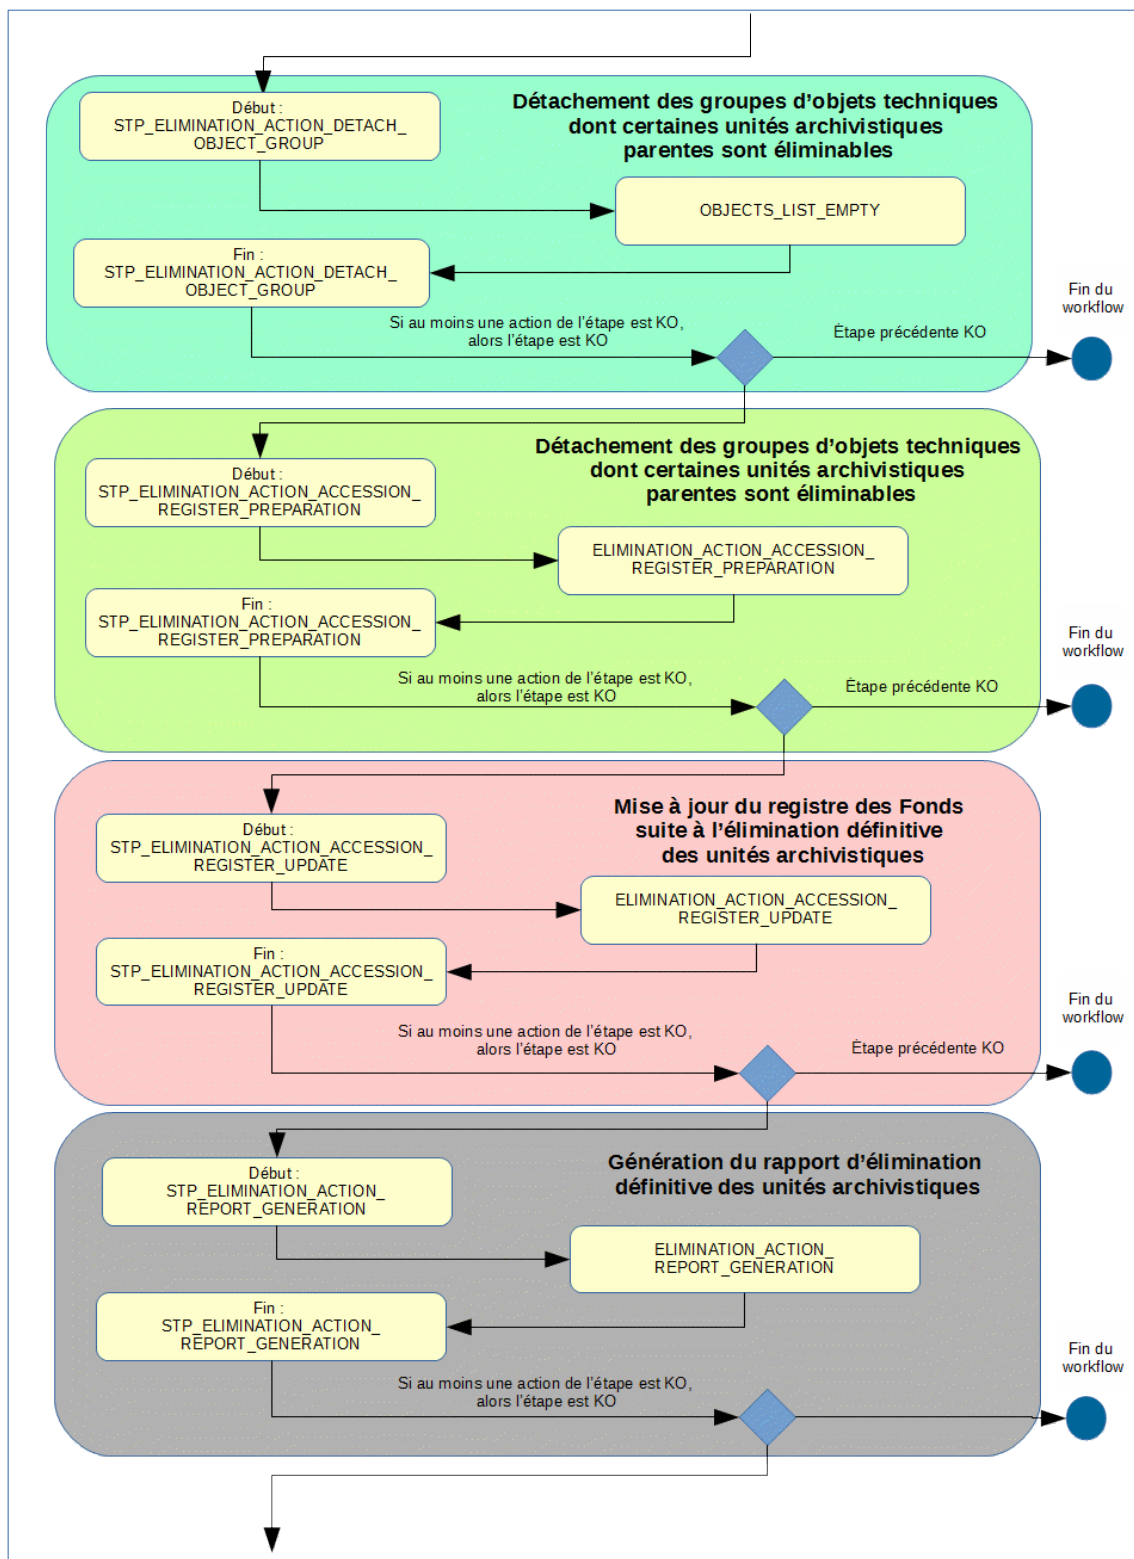 Début :
STP_ELIMINATION_ACTION_DETACH_
OBJECT_GROUP
Détachement des groupes d'objets techniques
dont certaines unités archivistiques
parentes sont éliminables
OBJECTS_LIST_EMPTY
Fin :
STP_ELIMINATION_ACTION_DETACH_
OBJECT_GROUP
Si au moins une action de l'étape est KO,
alors l'étape est KO
Étape précédente KO
Fin du
workflow
Détachement des groupes d'objets techniques
dont certaines unités archivistiques
parentes sont éliminables
Début :
STP_ELIMINATION_ACTION_ACCESSION_
REGISTER_PREPARATION
ELIMINATION_ACTION_ACCESSION_
REGISTER_PREPARATION
Fin :
STP_ELIMINATION_ACTION_ACCESSION_
REGISTER_PREPARATION
Si au moins une action de l'étape est KO,
alors l'étape est KO
Étape précédente KO
Fin du
workflow
Mise à jour du registre des Fonds
suite à l'élimination définitive
des unités archivistiques
Début :
STP_ELIMINATION_ACTION_ACCESSION_
REGISTER_UPDATE
ELIMINATION_ACTION_ACCESSION_
REGISTER_UPDATE
Fin :
STP_ELIMINATION_ACTION_ACCESSION_
REGISTER_UPDATE
Si au moins une action de l'étape est KO,
alors l'étape est KO
Étape précédente KO
Fin du
workflow
Génération du rapport d'élimination
définitive des unités archivistiques
Début :
STP_ELIMINATION_ACTION_
REPORT_GENERATION
ELIMINATION_ACTION_
REPORT_GENERATION
Fin :
STP_ELIMINATION_ACTION_
REPORT_GENERATION
Si au moins une action de l'étape est KO,
alors l'étape est KO
Fin du
workflow